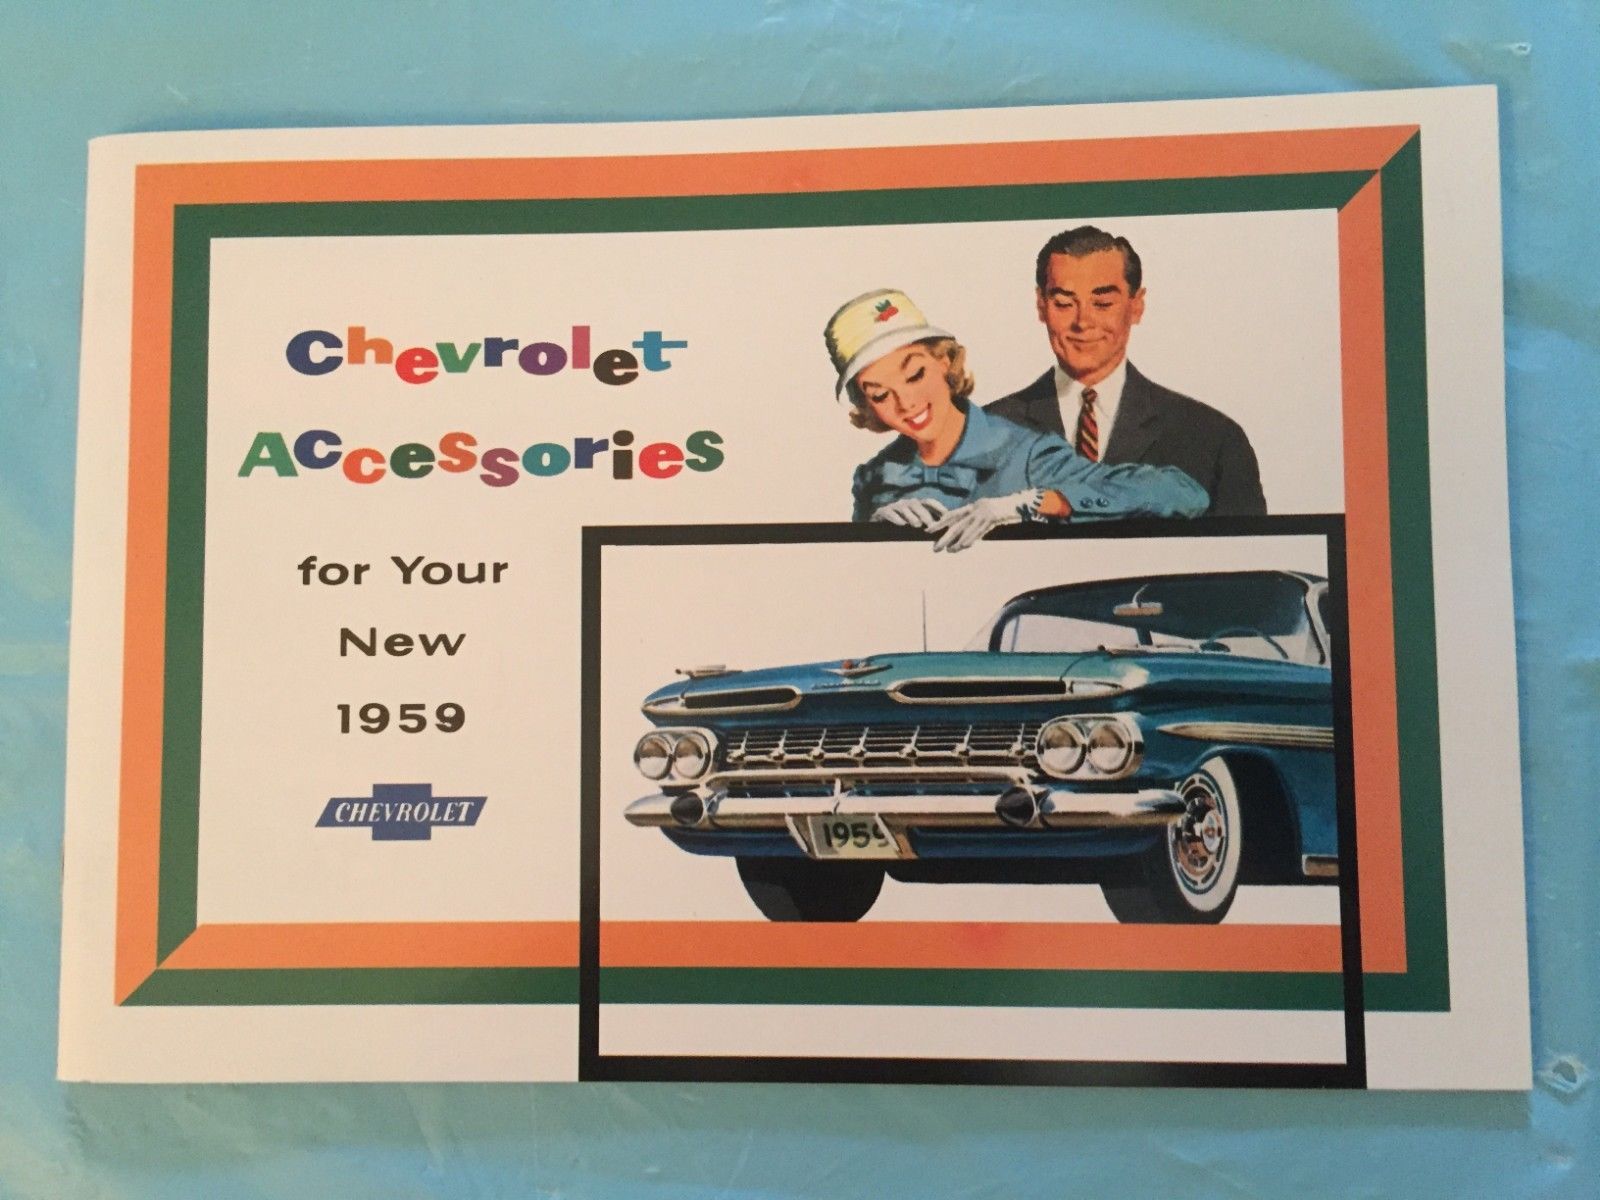 Chevrolet
Accessories
for Your
New
1959
CHEVROLET
1959